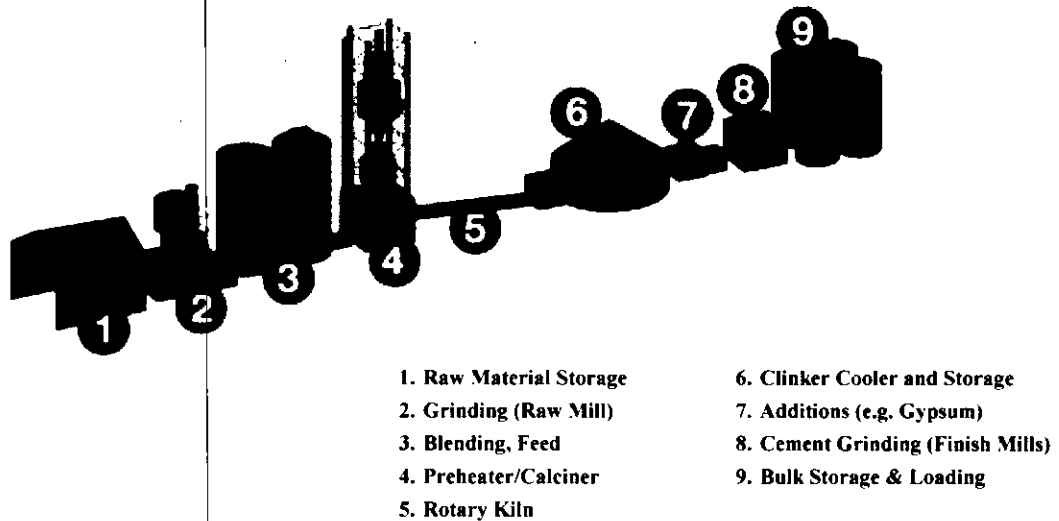 9
8
7
6
5
4
3
2
1
1. Raw Material Storage
2. Grinding (Raw Mill)
3. Blending, Feed
4. Preheater/Calciner
5. Rotary Kiln
6. Clinker Cooler and Storage
7. Additions (e.g. Gypsum)
8. Cement Grinding (Finish Mills)
9. Bulk Storage & Loading